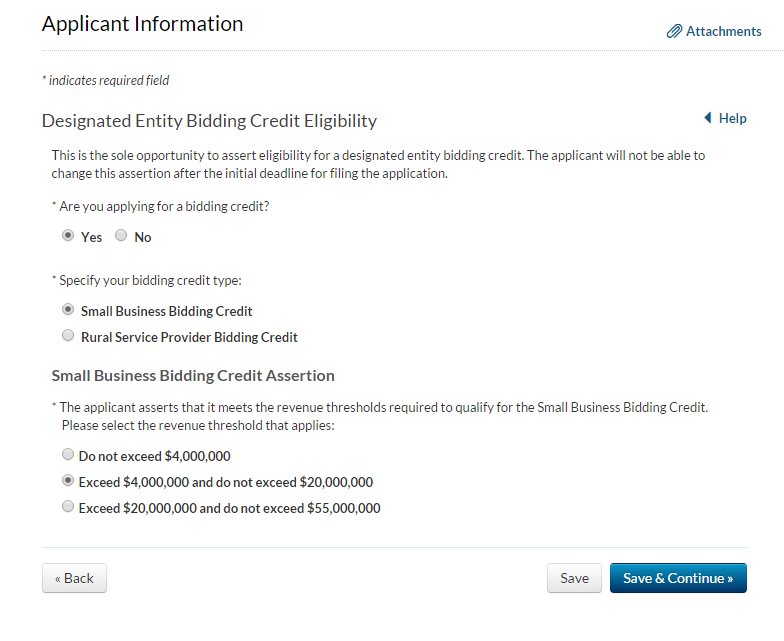 Applicant Information
Attachments
* indicates required field
Designated Entity Bidding Credit Eligibility
Help
This is the sole opportunity to assert eligibility for a designated entity bidding credit. The applicant will not be able to
change this assertion after the initial deadline for filing the application.
* Are you applying for a bidding credit?
Yes No
* Specify your bidding credit type:
Small Business Bidding Credit
Rural Service Provider Bidding Credit
Small Business Bidding Credit Assertion
* The applicant asserts that it meets the revenue thresholds required to qualify for the Small Business Bidding Credit.
Please select the revenue threshold that applies:
Do not exceed $4,000,000
Exceed $4,000,000 and do not exceed $20,000,000
Exceed $20,000,000 and do not exceed $55,000,000
« Back Save Save & Continue »